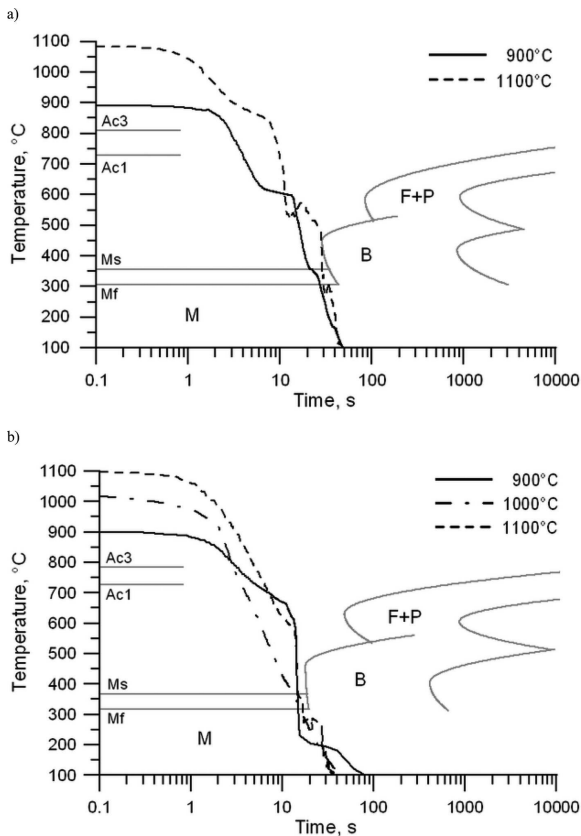 a)
1100
1000
900
800
700
600
500
400
300
200
100
Temperature, °C
900°C
1100°C
Ac3
Ac1
F+P
B
Ms
Mf
M
0.1 1 10 100 1000 10000
Time, s
b)
1100
1000
900
800
700
600
500
400
300
200
100
Temperature, °C
900°C
1000°C
1100°C
Ac3
Ac1
F+P
B
Ms
Mf
M
0.1 1 10 100 1000 10000
Time, s